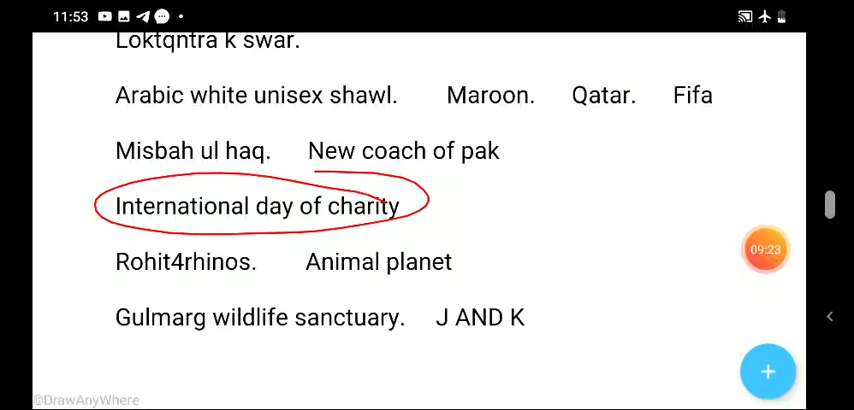 11:53
Loktqntra k swar.
Arabic white unisex shawl. Maroon. Qatar. Fifa
Misbah ul haq. New coach of pak
International day of charity
09:23
Rohit4rhinos. Animal planet
Gulmarg wildlife sanctuary. J AND K
@DrawAnyWhere